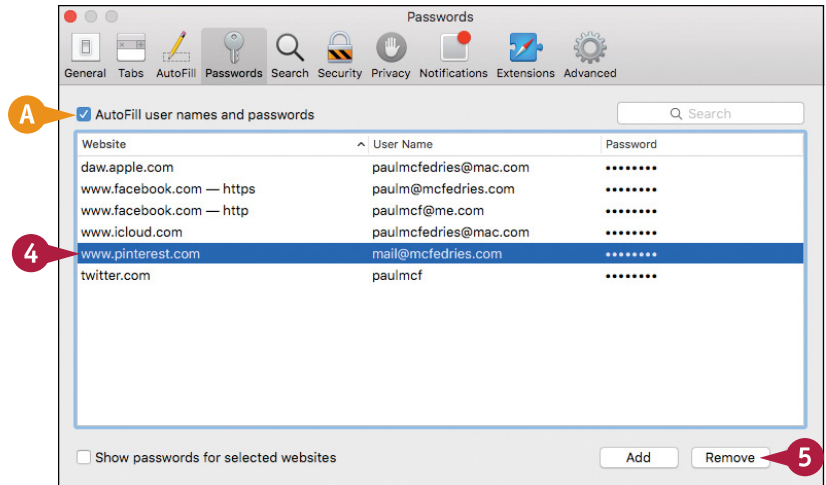 Passwords
General Tabs AutoFill Passwords Search Security Privacy Notifications Extensions Advanced
A AutoFill user names and passwords Search
Website User Name Password
daw.apple.com paulmcfedries@mac.com ••••••••
www.facebook.com — https paulm@mcfedries.com ••••••••
www.facebook.com — http paulmcf@me.com ••••••••
www.icloud.com paulmcfedries@mac.com ••••••••
4 www.pinterest.com mail@mcfedries.com ••••••••
twitter.com paulmcf ••••••••
Show passwords for selected websites Add Remove 5